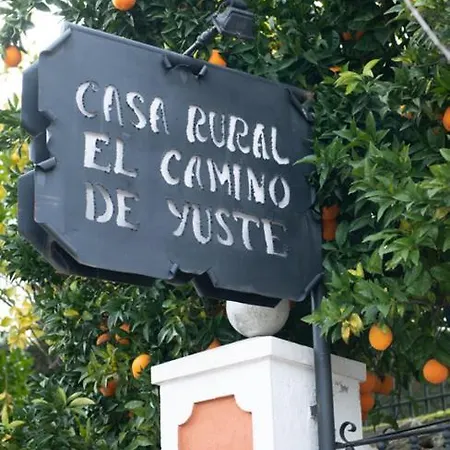 CASA RURAL
EL CAMINO
DE YUSTE